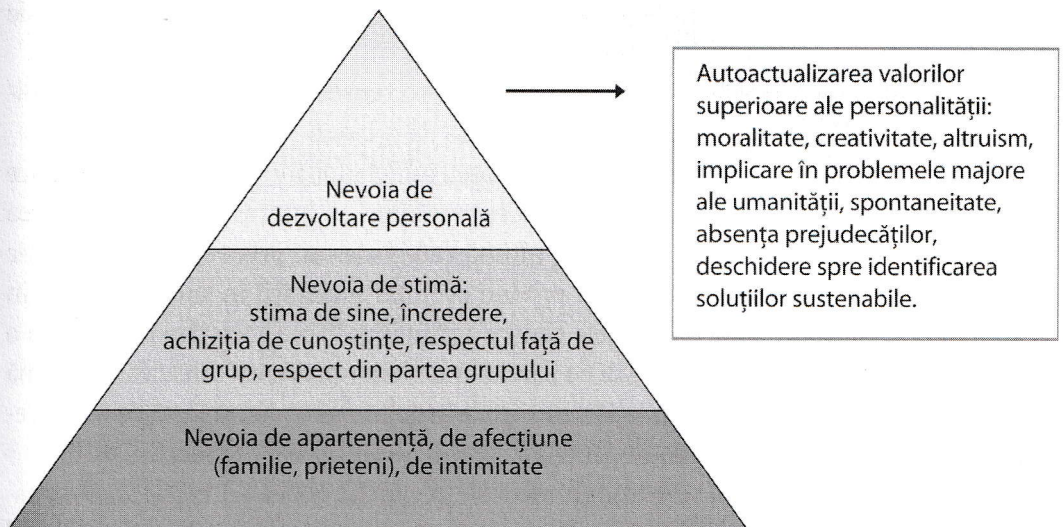 Nevoia de
dezvoltare personală
Autoactualizarea valorilor
superioare ale personalității:
moralitate, creativitate, altruism,
implicare în problemele majore
ale umanității, spontaneitate,
absența prejudecăților,
deschidere spre identificarea
soluțiilor sustenabile.
Nevoia de stimă:
stima de sine, încredere,
achiziția de cunoștințe, respectul față de
grup, respect din partea grupului
Nevoia de apartenență, de afecțiune
(familie, prieteni), de intimitate